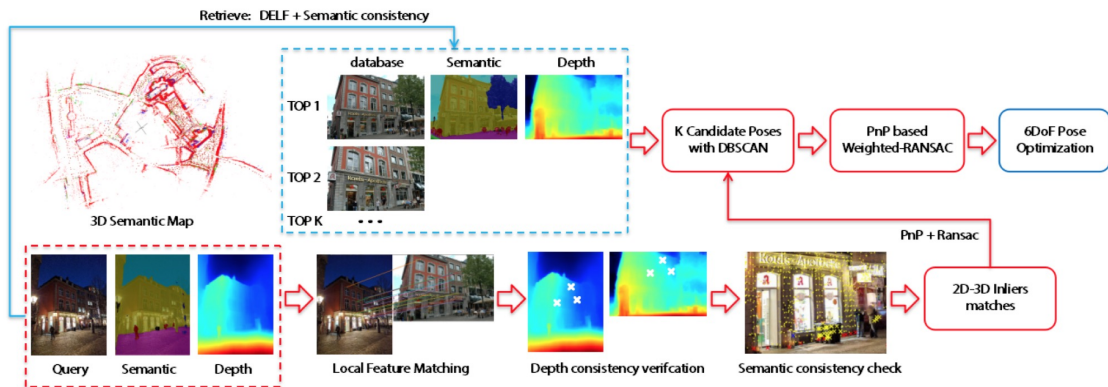 Retrieve: DELF + Semantic consistency
database
Semantic
Depth
TOP 1
TOP 2
TOP K
• • •
3D Semantic Map
K Candidate Poses
with DBSCAN
PnP based
Weighted-RANSAC
6DoF Pose
Optimization
PnP + Ransac
2D-3D Inliers
matches
Query
Semantic
Depth
Local Feature Matching
Depth consistency verifcation
Semantic consistency check